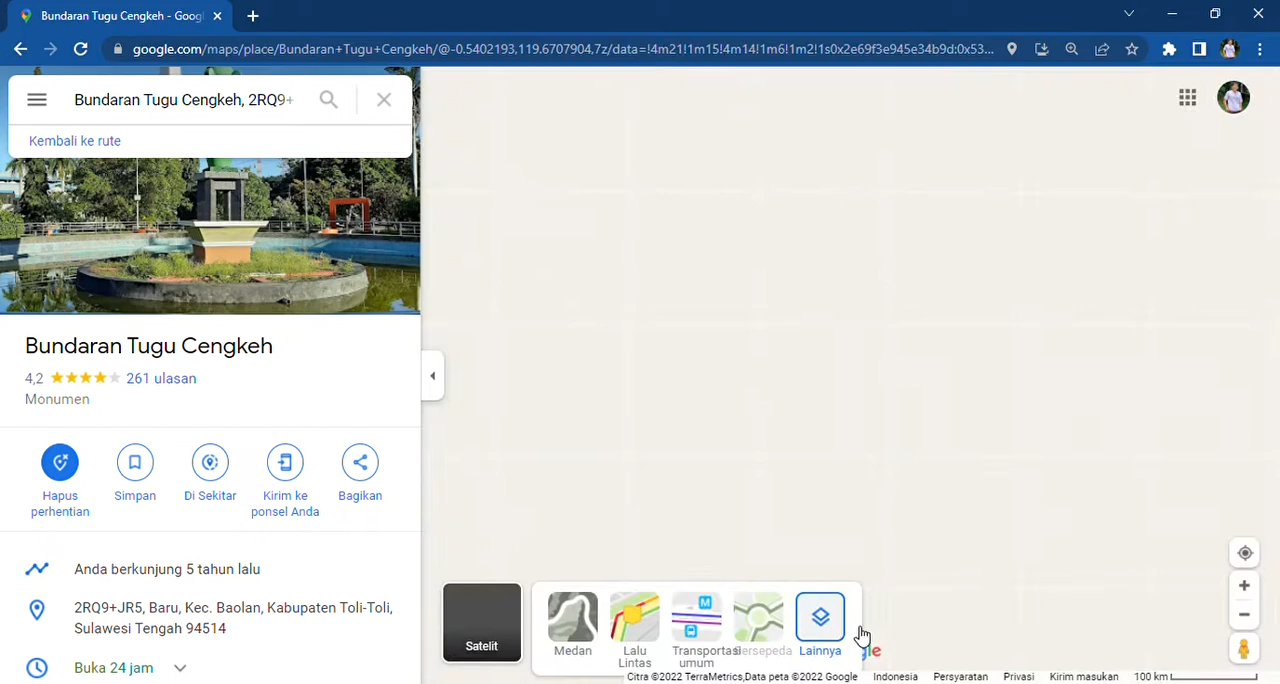 Bundaran Tugu Cengkeh - Goog
google.com/maps/place/Bundaran+Tugu+Cengkeh/@-0.5402193,119.6707904,7z/data=!4m21!1m15!4m14!1m6!1m2!1s0x2e69f3e945e34b9d:0x53...
Bundaran Tugu Cengkeh, 2RQ9+
Kembali ke rute
Bundaran Tugu Cengkeh
4,2 261 ulasan
Monumen
Hapus perhentian
Simpan
Di Sekitar
Kirim ke ponsel Anda
Bagikan
Anda berkunjung 5 tahun lalu
2RQ9+JR5, Baru, Kec. Baolan, Kabupaten Toli-Toli,
Sulawesi Tengah 94514
Buka 24 jam
Satelit
Medan
Lalu
Lintas
M
Transportasi
umum
Bersepeda
Lainnya
Citra ©2022 TerraMetrics,Data peta ©2022 Google Indonesia Persyaratan Privasi Kirim masukan 100 km